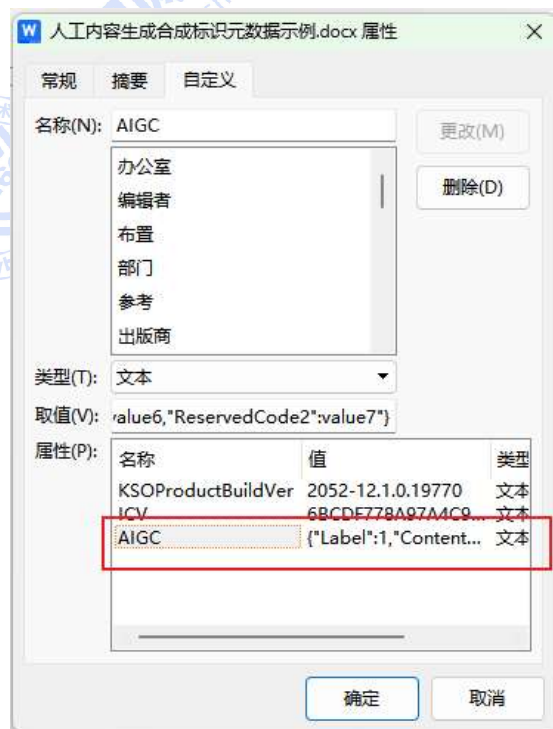 W 人工内容生成合成标识元数据示例.docx 属性
常规 摘要 自定义
名称(N): AIGC
更改(M)
办公室
删除(D)
编辑者
布置
部门
参考
出版商
类型(T): 文本
取值(V): value6,"ReservedCode2":value7"}
属性(P):
名称 值 类型
KSOProductBuildVer 2052-12.1.0.19770 文本
ICV 6BCDF778A97A4C9... 文本
AIGC {"Label":1,"Content... 文本
确定 取消